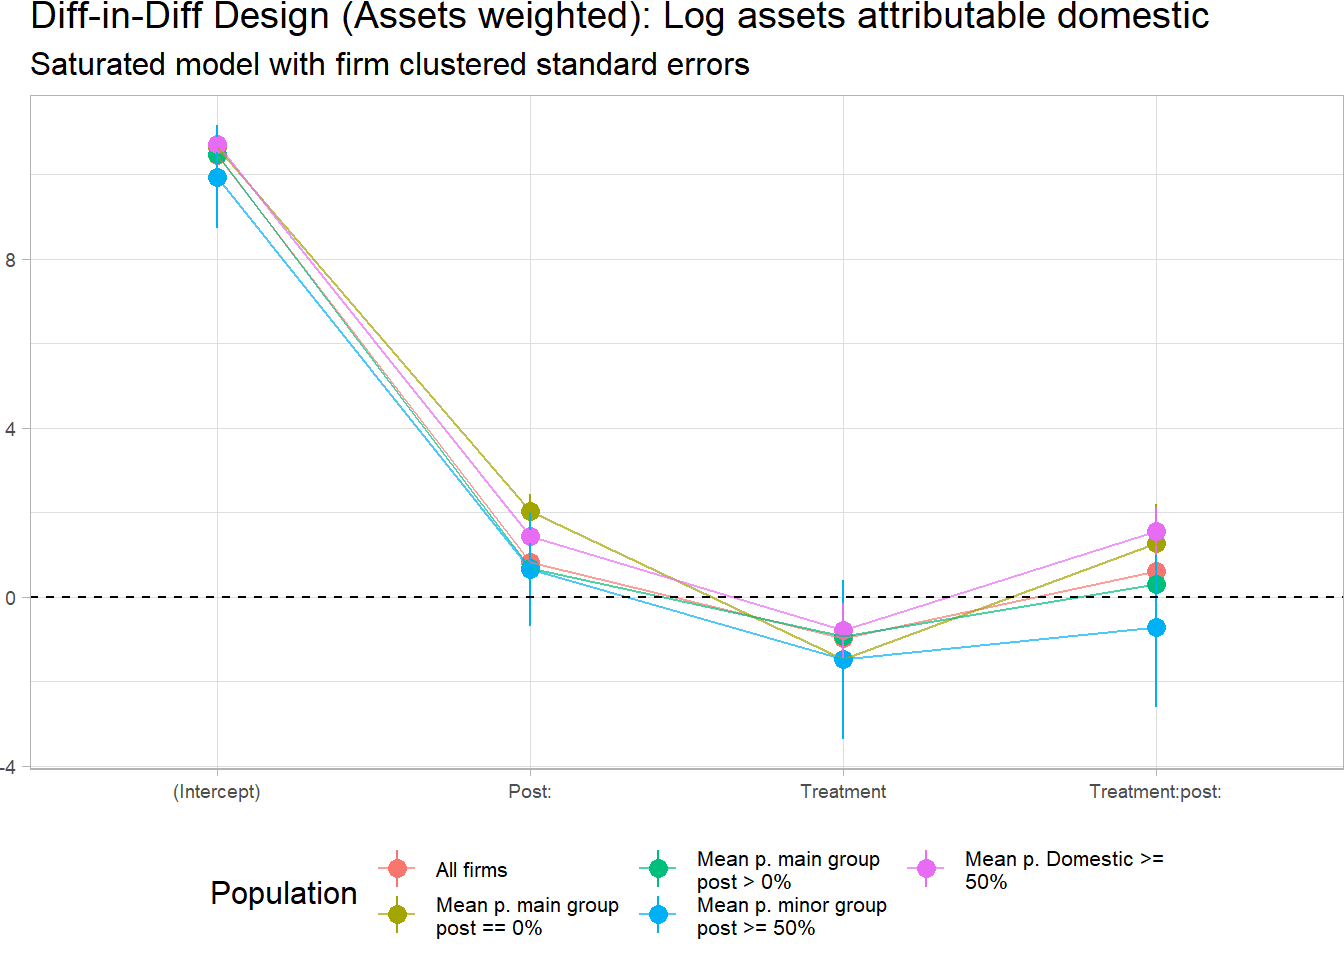 Diff-in-Diff Design (Assets weighted): Log assets attributable domestic
Saturated model with firm clustered standard errors
8
4
0
-4
(Intercept)
Post:
Treatment
Treatment:post:
Population
All firms
Mean p. main group
post == 0%
Mean p. main group
post > 0%
Mean p. minor group
post >= 50%
Mean p. Domestic >=
50%